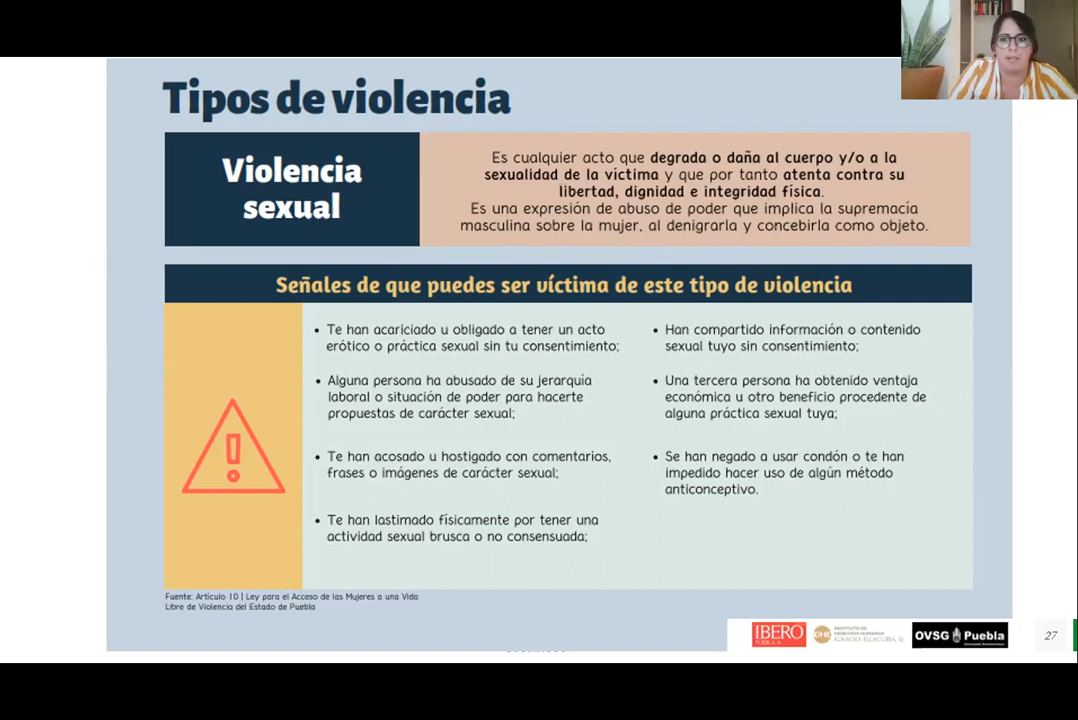 Tipos de violencia
Violencia
sexual
Es cualquier acto que degrada o daña al cuerpo y/o a la
sexualidad de la víctima y que por tanto atenta contra su
libertad, dignidad e integridad física.
Es una expresión de abuso de poder que implica la supremacía
masculina sobre la mujer, al denigrarla y concebirla como objeto.
Señales de que puedes ser víctima de este tipo de violencia
• Te han acariciado u obligado a tener un acto
erótico o práctica sexual sin tu consentimiento;
• Alguna persona ha abusado de su jerarquía
laboral o situación de poder para hacerte
propuestas de carácter sexual;
• Te han acosado u hostigado con comentarios,
frases o imágenes de carácter sexual;
• Te han lastimado físicamente por tener una
actividad sexual brusca o no consensuada;
• Han compartido información o contenido
sexual tuyo sin consentimiento;
• Una tercera persona ha obtenido ventaja
económica u otro beneficio procedente de
alguna práctica sexual tuya;
• Se han negado a usar condón o te han
impedido hacer uso de algún método
anticonceptivo.
Fuente: Artículo 10 | Ley para el Acceso de las Mujeres a una Vida
Libre de Violencia del Estado de Puebla
IBERO
PUEBLA
INSTITUTO DE
DERECHOS HUMANOS
IGNACIO ELLACURÍA, SJ
OVSG Puebla
27